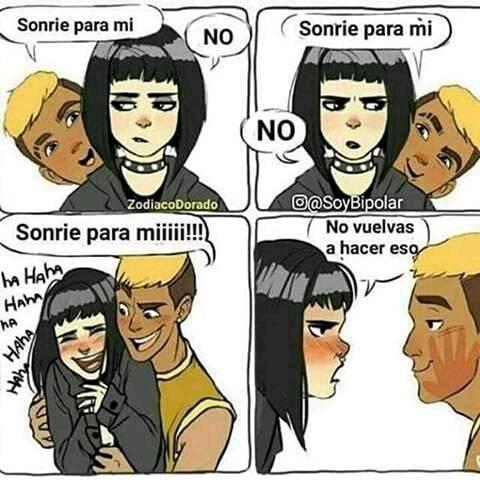 Sonrie para mi
NO
Sonrie para mi
NO
ZodiacoDorado
@SoyBipolar
Sonrie para miiiii!!!
ha Haha
Haha
ha
HAHA
Haha
No vuelvas
a hacer eso